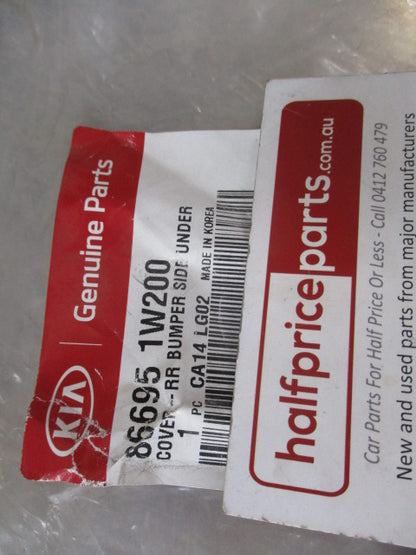 KIA | Genuine Parts
86695 1W200
COVER - RR BUMPER SIDE UNDER
1 PC CA14 LG02 MADE IN KOREA
halfpriceparts.com.au
Car Parts For Half Price Or Less - Call 0412 760 479
New and used parts from major manufacturers